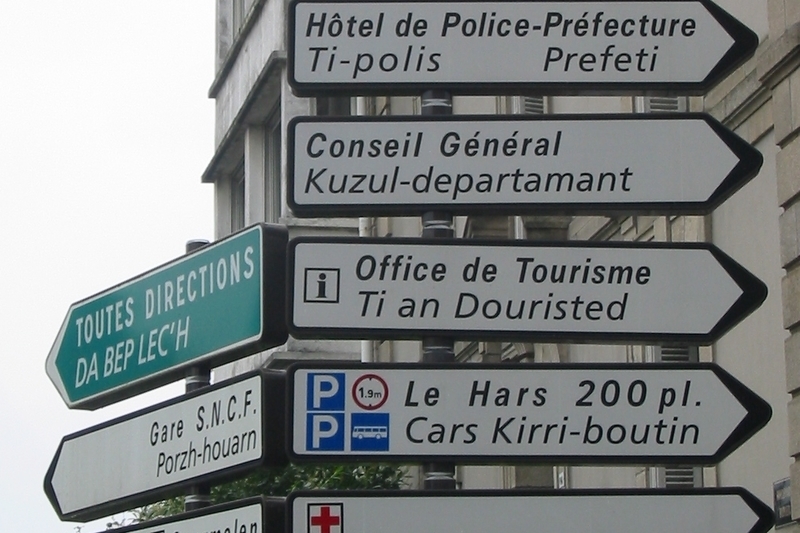 Hôtel de Police-Préfecture
Ti-polis Prefeti
Conseil Général
Kuzul-departamant
i Office de Tourisme
Ti an Douristed
TOUTES DIRECTIONS
DA BEP LEC'H
P 1.9m Le Hars 200 pl.
P Cars Kirri-boutin
Gare S.N.C.F.
Porzh-houarn